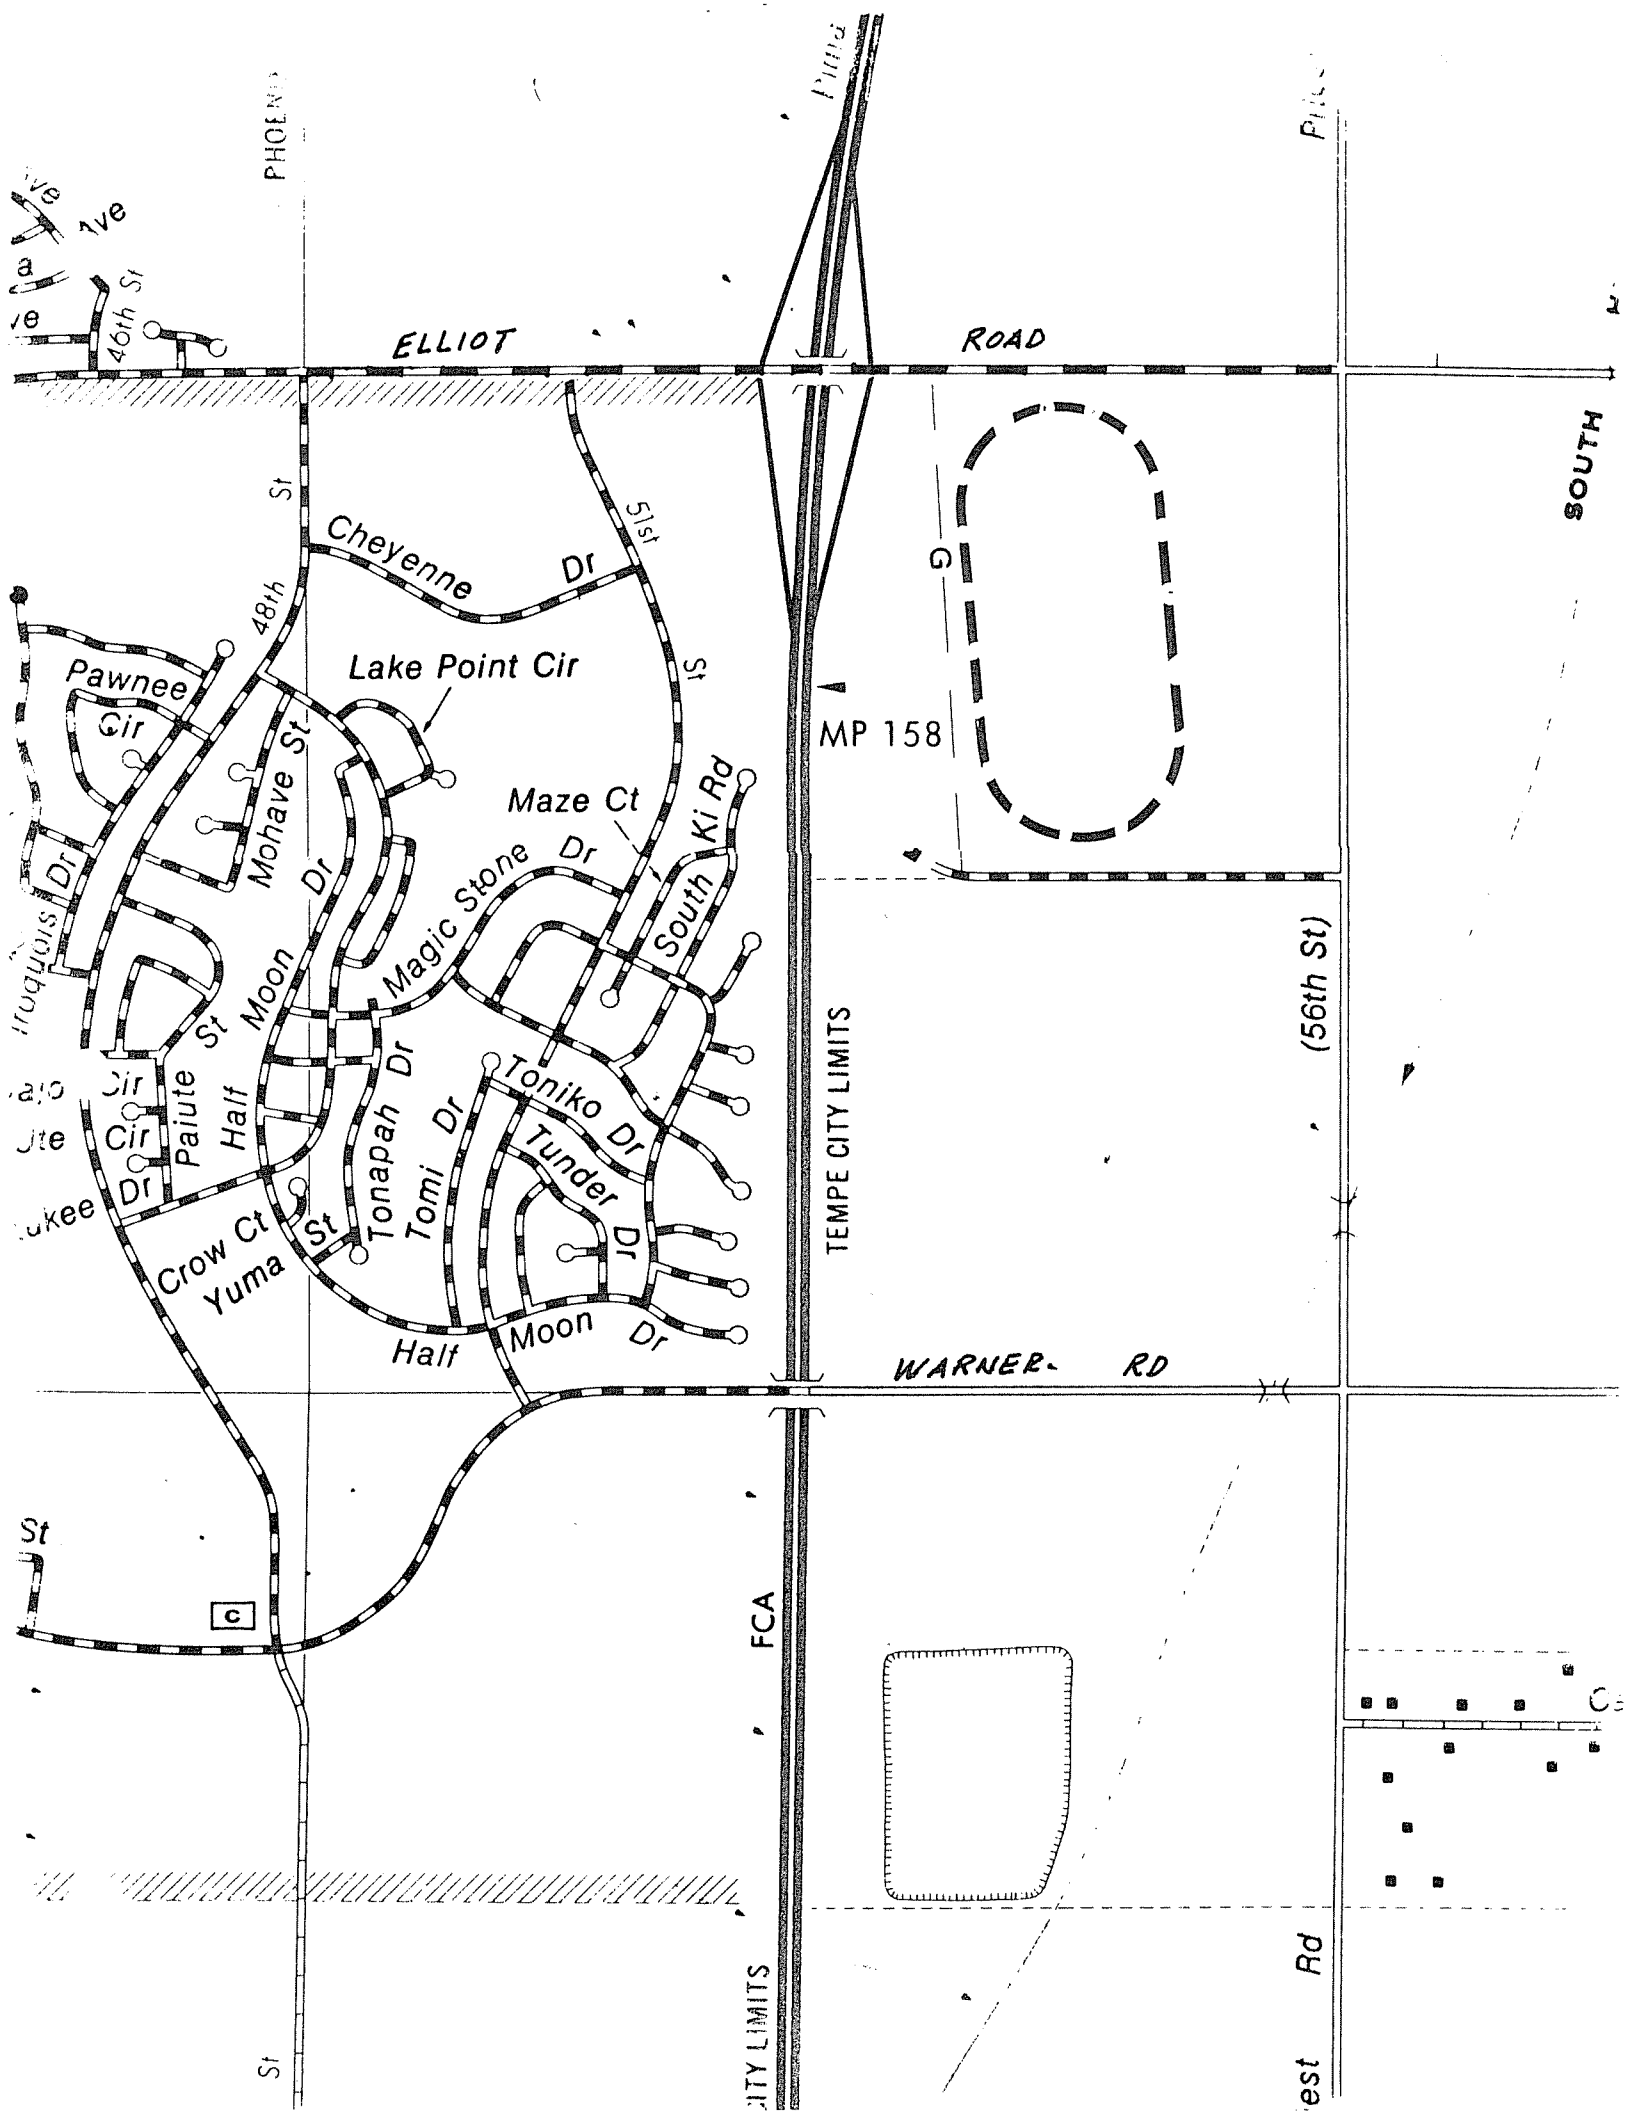 PHOENI
Ave
46th St
ELLIOT ROAD
SOUTH
St
51st
Cheyenne Dr
G
48th
Lake Point Cir
St
Pawnee
Cir
MP 158
Mohave St
Maze Ct
Ki Rd
Dr
Magic Stone Dr
South
Dr
Iroquois
Moon
St
(56th St)
TEMPE CITY LIMITS
Cir
Paiute
Half
Dr
Toniko Dr
Cir
Tonapah
Dr
Tunder Dr
Dr
Tomi
Crow Ct
Yuma St
Half Moon Dr
WARNER RD
St
C
FCA
CITY LIMITS
Rd
St
est